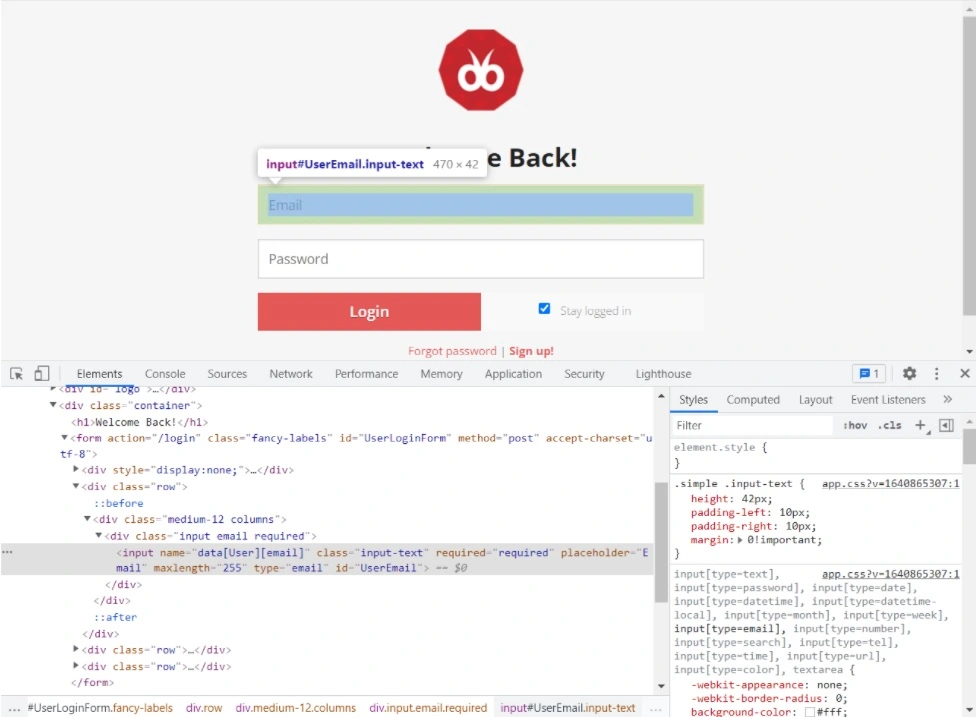 e Back!
input#UserEmail.input-text 470 × 42
Email
Password
Login
Stay logged in
Forgot password | Sign up!
Elements Console Sources Network Performance Memory Application Security Lighthouse 1
<div id="logo">…</div>
<div class="container">
<h1>Welcome Back!</h1>
<form action="/login" class="fancy-labels" id="UserLoginForm" method="post" accept-charset="u
tf-8">
<div style="display:none;">…</div>
<div class="row">
::before
<div class="medium-12 columns">
<div class="input email required">
<input name="data[User][email]" class="input-text" required="required" placeholder="E
mail" maxlength="255" type="email" id="UserEmail"> == $0
</div>
</div>
::after
</div>
<div class="row">…</div>
<div class="row">…</div>
</form>
… #UserLoginForm.fancy-labels div.row div.medium-12.columns div.input.email.required input#UserEmail.input-text …
Styles Computed Layout Event Listeners »
Filter :hov .cls +
element.style {
}
.simple .input-text { app.css?v=1640865307:1
height: 42px;
padding-left: 10px;
padding-right: 10px;
margin: 0!important;
}
input[type=text], app.css?v=1640865307:1
input[type=password], input[type=date],
input[type=datetime], input[type=datetime-
local], input[type=month], input[type=week],
input[type=email], input[type=number],
input[type=search], input[type=tel],
input[type=time], input[type=url],
input[type=color], textarea {
-webkit-appearance: none;
-webkit-border-radius: 0;
background-color: #fff;